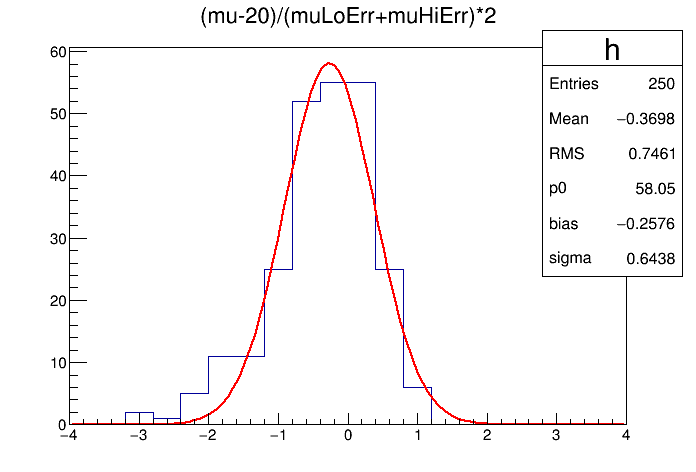 (mu-20)/(muLoErr+muHiErr)*2
h
Entries 250
Mean −0.3698
RMS 0.7461
p0 58.05
bias −0.2576
sigma 0.6438
60
50
40
30
20
10
0
−4 −3 −2 −1 0 1 2 3 4